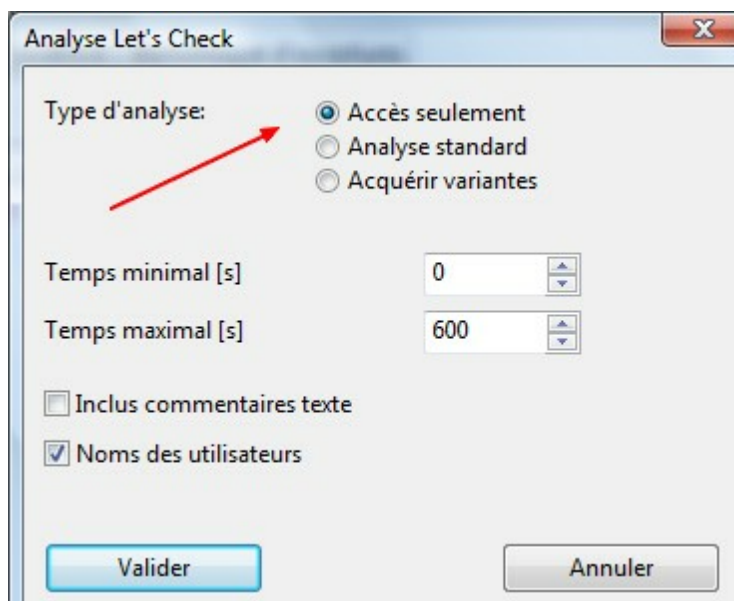 Analyse Let's Check
Type d'analyse:
Accès seulement
Analyse standard
Acquérir variantes
Temps minimal [s] 0
Temps maximal [s] 600
Inclus commentaires texte
Noms des utilisateurs
Valider Annuler